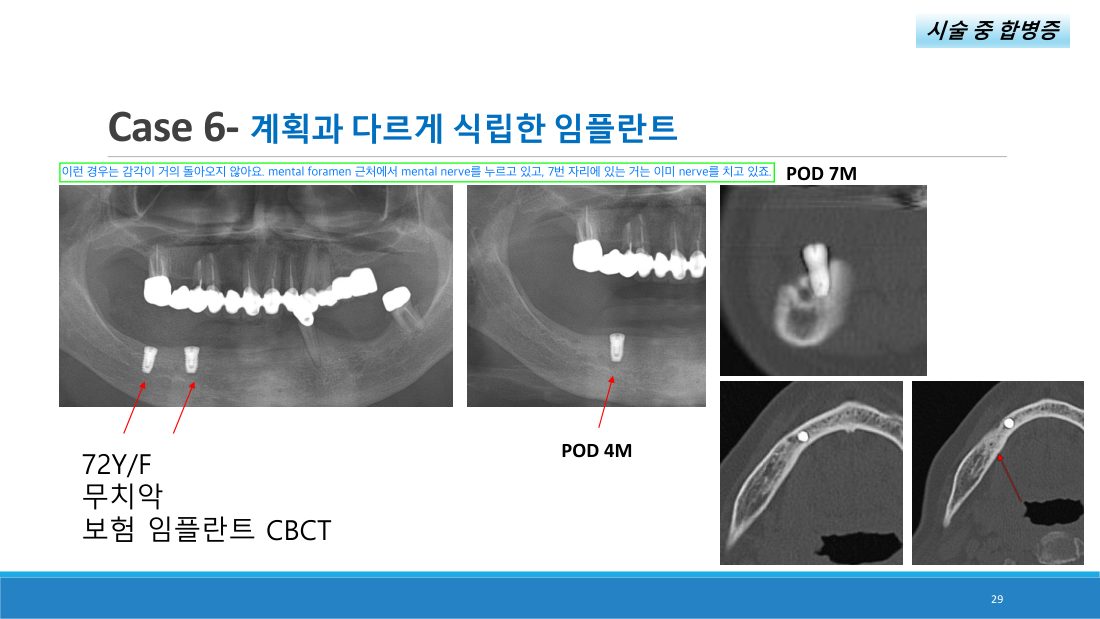 시술 중 합병증
Case 6- 계획과 다르게 식립한 임플란트
이런 경우는 감각이 거의 돌아오지 않아요. mental foramen 근처에서 mental nerve를 누르고 있고, 7번 자리에 있는 거는 이미 nerve를 치고 있죠.
POD 7M
POD 4M
72Y/F
무치악
보험 임플란트 CBCT
29